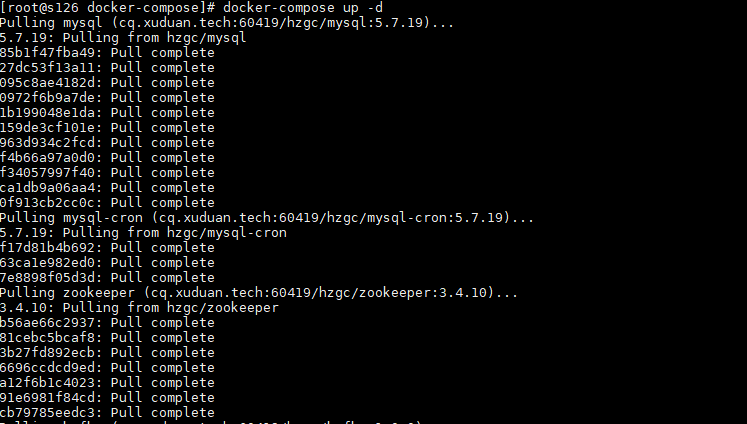 [root@s126 docker-compose]# docker-compose up -d
Pulling mysql (cq.xuduan.tech:60419/hzgc/mysql:5.7.19)...
5.7.19: Pulling from hzgc/mysql
85b1f47fba49: Pull complete
27dc53f13a11: Pull complete
095c8ae4182d: Pull complete
0972f6b9a7de: Pull complete
1b199048e1da: Pull complete
159de3cf101e: Pull complete
963d934c2fcd: Pull complete
f4b66a97a0d0: Pull complete
f34057997f40: Pull complete
ca1db9a06aa4: Pull complete
0f913cb2cc0c: Pull complete
Pulling mysql-cron (cq.xuduan.tech:60419/hzgc/mysql-cron:5.7.19)...
5.7.19: Pulling from hzgc/mysql-cron
f17d81b4b692: Pull complete
63ca1e982ed0: Pull complete
7e8898f05d3d: Pull complete
Pulling zookeeper (cq.xuduan.tech:60419/hzgc/zookeeper:3.4.10)...
3.4.10: Pulling from hzgc/zookeeper
b56ae66c2937: Pull complete
81cebc5bcaf8: Pull complete
3b27fd892ecb: Pull complete
6696ccdcd9ed: Pull complete
a12f6b1c4023: Pull complete
91e6981f84cd: Pull complete
cb79785eedc3: Pull complete